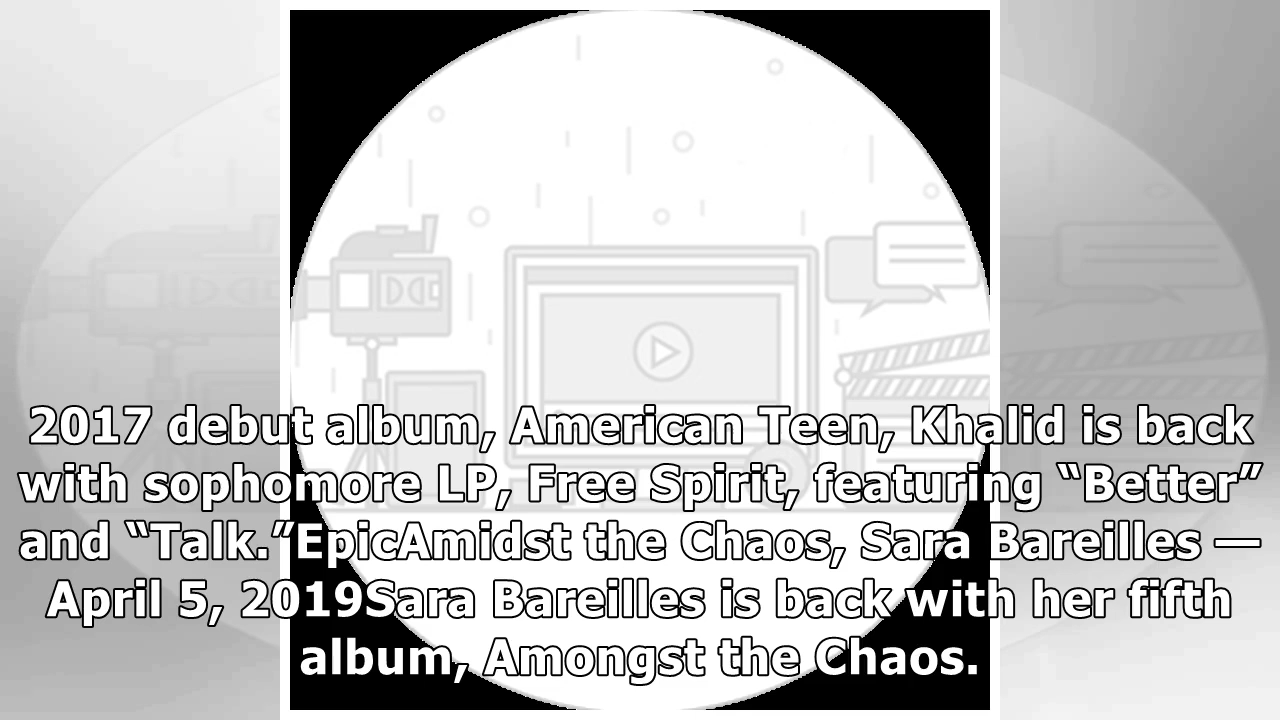 2017 debut album, American Teen, Khalid is back
with sophomore LP, Free Spirit, featuring “Better”
and “Talk.”EpicAmidst the Chaos, Sara Bareilles —
April 5, 2019Sara Bareilles is back with her fifth
album, Amongst the Chaos.